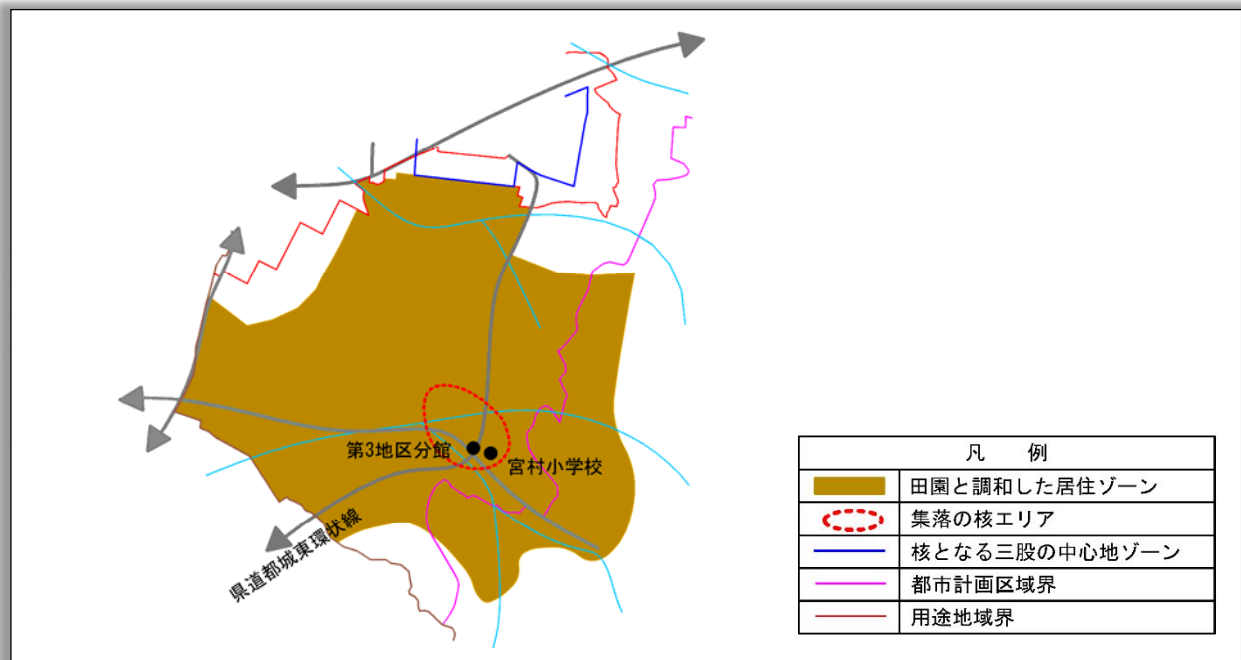 第3地区分館
宮村小学校
県道都城東環状線
凡 例
田園と調和した居住ゾーン
集落の核エリア
核となる三股の中心地ゾーン
都市計画区域界
用途地域界